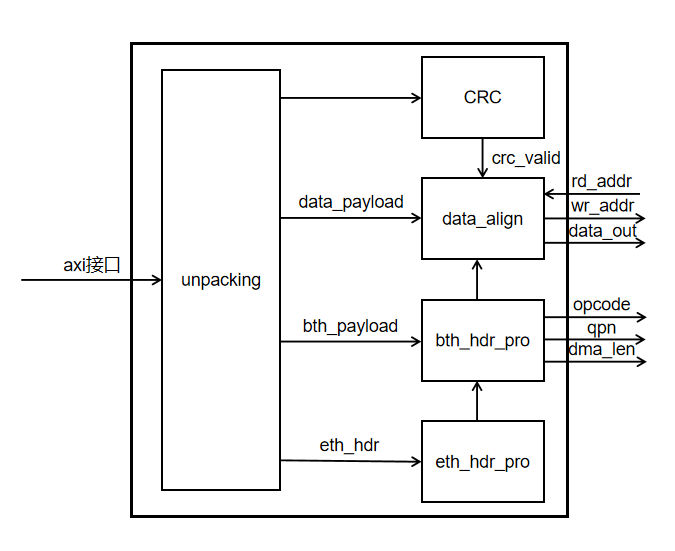 CRC
crc_valid
rd_addr
data_payload
wr_addr
data_align
data_out
axi接口
unpacking
opcode
bth_payload
qpn
bth_hdr_pro
dma_len
eth_hdr
eth_hdr_pro